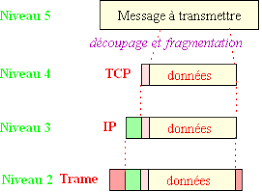 Niveau 5 Message à transmettre
découpage et fragmentation
Niveau 4 TCP données
Niveau 3 IP données
Niveau 2 Trame données